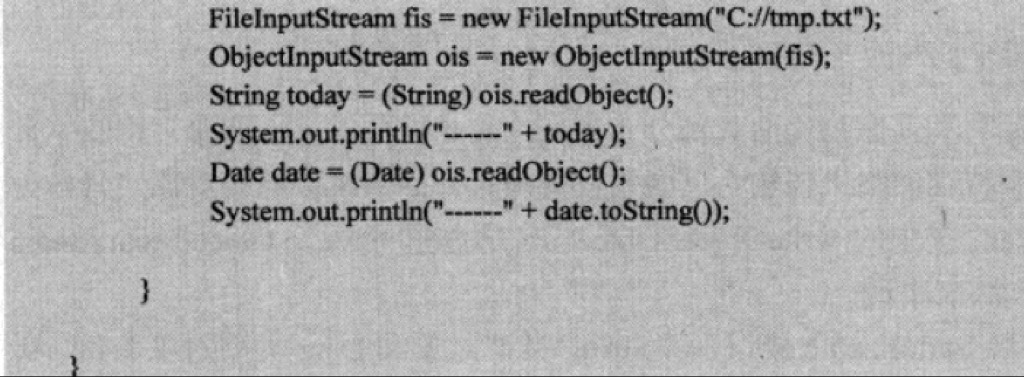 FileInputStream fis = new FileInputStream("C://tmp.txt");
ObjectInputStream ois = new ObjectInputStream(fis);
String today = (String) ois.readObject();
System.out.println("------" + today);
Date date = (Date) ois.readObject();
System.out.println("------" + date.toString());
}
}